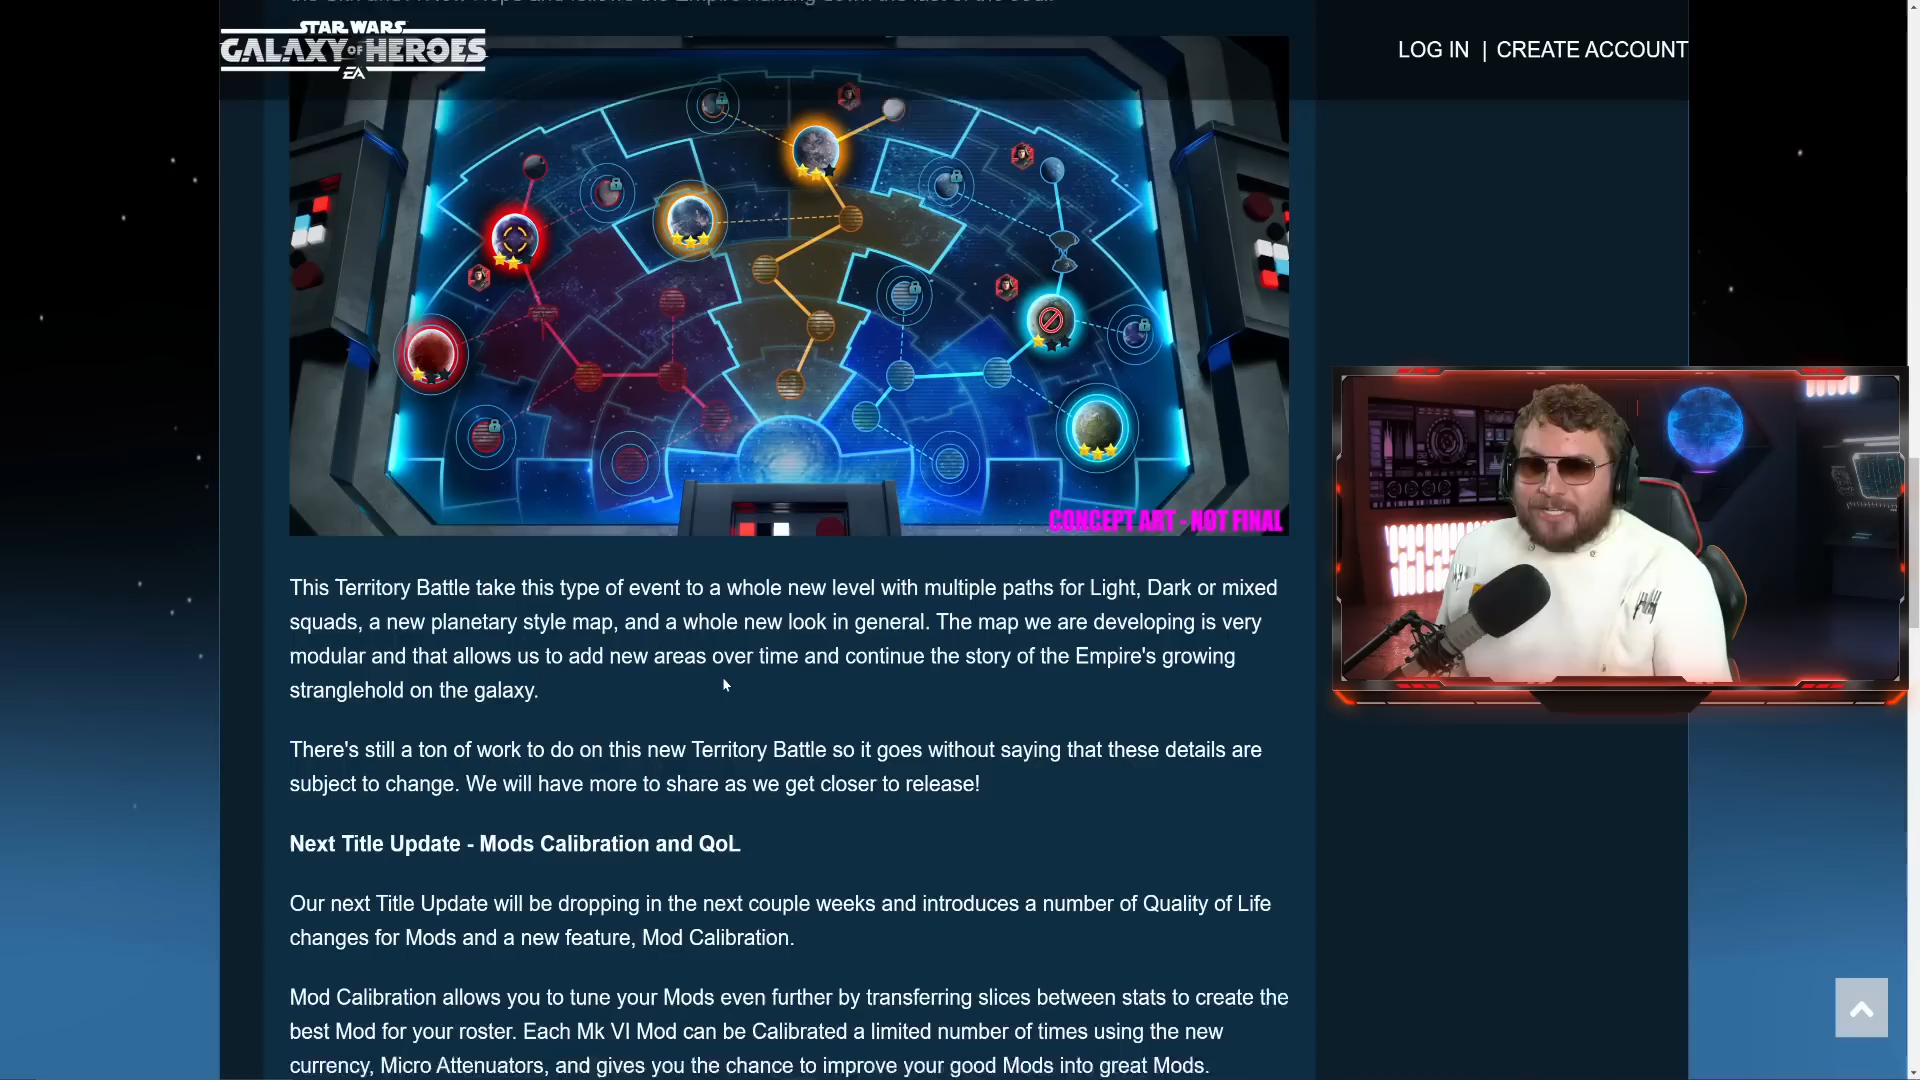 STAR WARS
GALAXY OF HEROES
EA
LOG IN | CREATE ACCOUNT
CONCEPT ART - NOT FINAL
This Territory Battle take this type of event to a whole new level with multiple paths for Light, Dark or mixed
squads, a new planetary style map, and a whole new look in general. The map we are developing is very
modular and that allows us to add new areas over time and continue the story of the Empire's growing
stranglehold on the galaxy.
There's still a ton of work to do on this new Territory Battle so it goes without saying that these details are
subject to change. We will have more to share as we get closer to release!
Next Title Update - Mods Calibration and QoL
Our next Title Update will be dropping in the next couple weeks and introduces a number of Quality of Life
changes for Mods and a new feature, Mod Calibration.
Mod Calibration allows you to tune your Mods even further by transferring slices between stats to create the
best Mod for your roster. Each Mk VI Mod can be Calibrated a limited number of times using the new
currency, Micro Attenuators, and gives you the chance to improve your good Mods into great Mods.